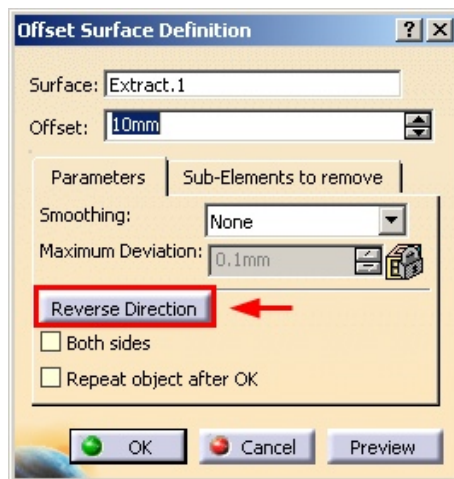 Offset Surface Definition
Surface: Extract.1
Offset: 10mm
Parameters Sub-Elements to remove
Smoothing: None
Maximum Deviation: 0.1mm
Reverse Direction
Both sides
Repeat object after OK
OK Cancel Preview